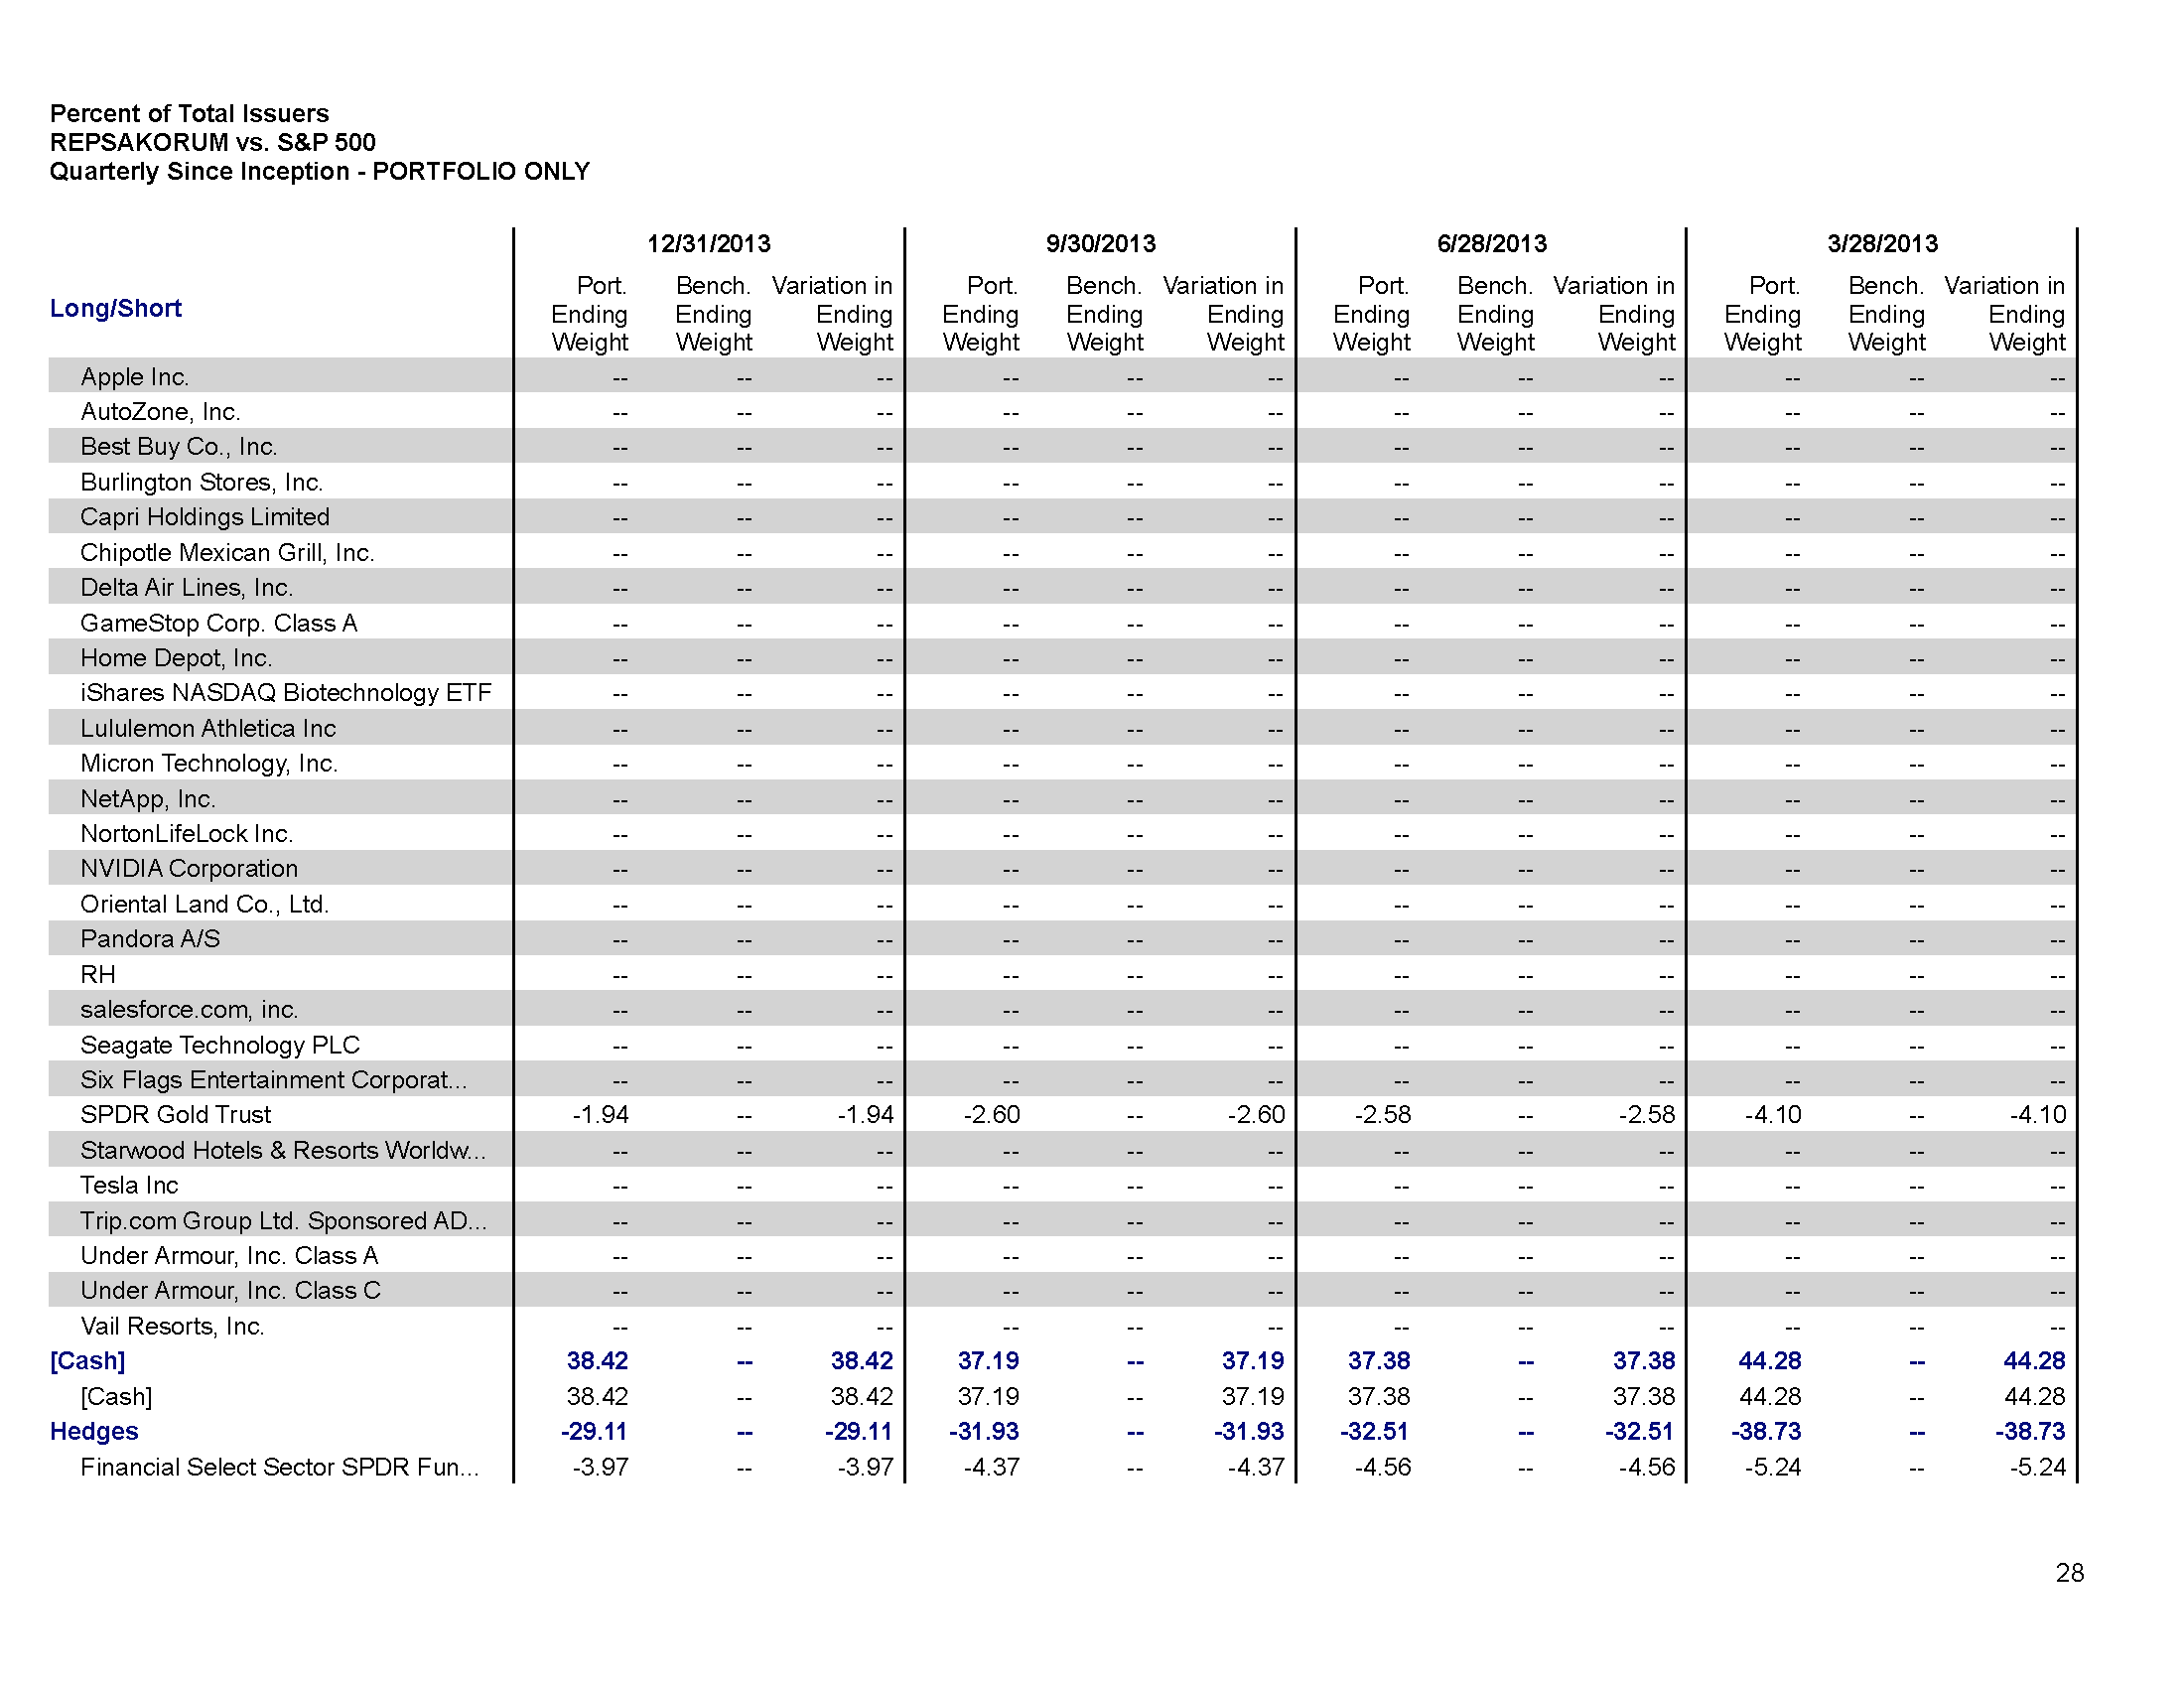 Percent of Total Issuers
REPSAKORUM vs. S&P 500
Quarterly Since Inception - PORTFOLIO ONLY
12/31/2013 9/30/2013 6/28/2013 3/28/2013
Long/Short
Port. Bench. Variation in Port. Bench. Variation in Port. Bench. Variation in Port. Bench. Variation in
Ending Ending Ending Ending Ending Ending Ending Ending Ending Ending Ending Ending
Weight Weight Weight Weight Weight Weight Weight Weight Weight Weight Weight Weight
Apple Inc. -- -- -- -- -- -- -- -- -- -- -- --
AutoZone, Inc. -- -- -- -- -- -- -- -- -- -- -- --
Best Buy Co., Inc. -- -- -- -- -- -- -- -- -- -- -- --
Burlington Stores, Inc. -- -- -- -- -- -- -- -- -- -- -- --
Capri Holdings Limited -- -- -- -- -- -- -- -- -- -- -- --
Chipotle Mexican Grill, Inc. -- -- -- -- -- -- -- -- -- -- -- --
Delta Air Lines, Inc. -- -- -- -- -- -- -- -- -- -- -- --
GameStop Corp. Class A -- -- -- -- -- -- -- -- -- -- -- --
Home Depot, Inc. -- -- -- -- -- -- -- -- -- -- -- --
iShares NASDAQ Biotechnology ETF -- -- -- -- -- -- -- -- -- -- -- --
Lululemon Athletica Inc -- -- -- -- -- -- -- -- -- -- -- --
Micron Technology, Inc. -- -- -- -- -- -- -- -- -- -- -- --
NetApp, Inc. -- -- -- -- -- -- -- -- -- -- -- --
NortonLifeLock Inc. -- -- -- -- -- -- -- -- -- -- -- --
NVIDIA Corporation -- -- -- -- -- -- -- -- -- -- -- --
Oriental Land Co., Ltd. -- -- -- -- -- -- -- -- -- -- -- --
Pandora A/S -- -- -- -- -- -- -- -- -- -- -- --
RH -- -- -- -- -- -- -- -- -- -- -- --
salesforce.com, inc. -- -- -- -- -- -- -- -- -- -- -- --
Seagate Technology PLC -- -- -- -- -- -- -- -- -- -- -- --
Six Flags Entertainment Corporat... -- -- -- -- -- -- -- -- -- -- -- --
SPDR Gold Trust -1.94 -- -1.94 -2.60 -- -2.60 -2.58 -- -2.58 -4.10 -- -4.10
Starwood Hotels & Resorts Worldw... -- -- -- -- -- -- -- -- -- -- -- --
Tesla Inc -- -- -- -- -- -- -- -- -- -- -- --
Trip.com Group Ltd. Sponsored AD... -- -- -- -- -- -- -- -- -- -- -- --
Under Armour, Inc. Class A -- -- -- -- -- -- -- -- -- -- -- --
Under Armour, Inc. Class C -- -- -- -- -- -- -- -- -- -- -- --
Vail Resorts, Inc. -- -- -- -- -- -- -- -- -- -- -- --
[Cash] 38.42 -- 38.42 37.19 -- 37.19 37.38 -- 37.38 44.28 -- 44.28
[Cash] 38.42 -- 38.42 37.19 -- 37.19 37.38 -- 37.38 44.28 -- 44.28
Hedges -29.11 -- -29.11 -31.93 -- -31.93 -32.51 -- -32.51 -38.73 -- -38.73
Financial Select Sector SPDR Fun... -3.97 -- -3.97 -4.37 -- -4.37 -4.56 -- -4.56 -5.24 -- -5.24
28